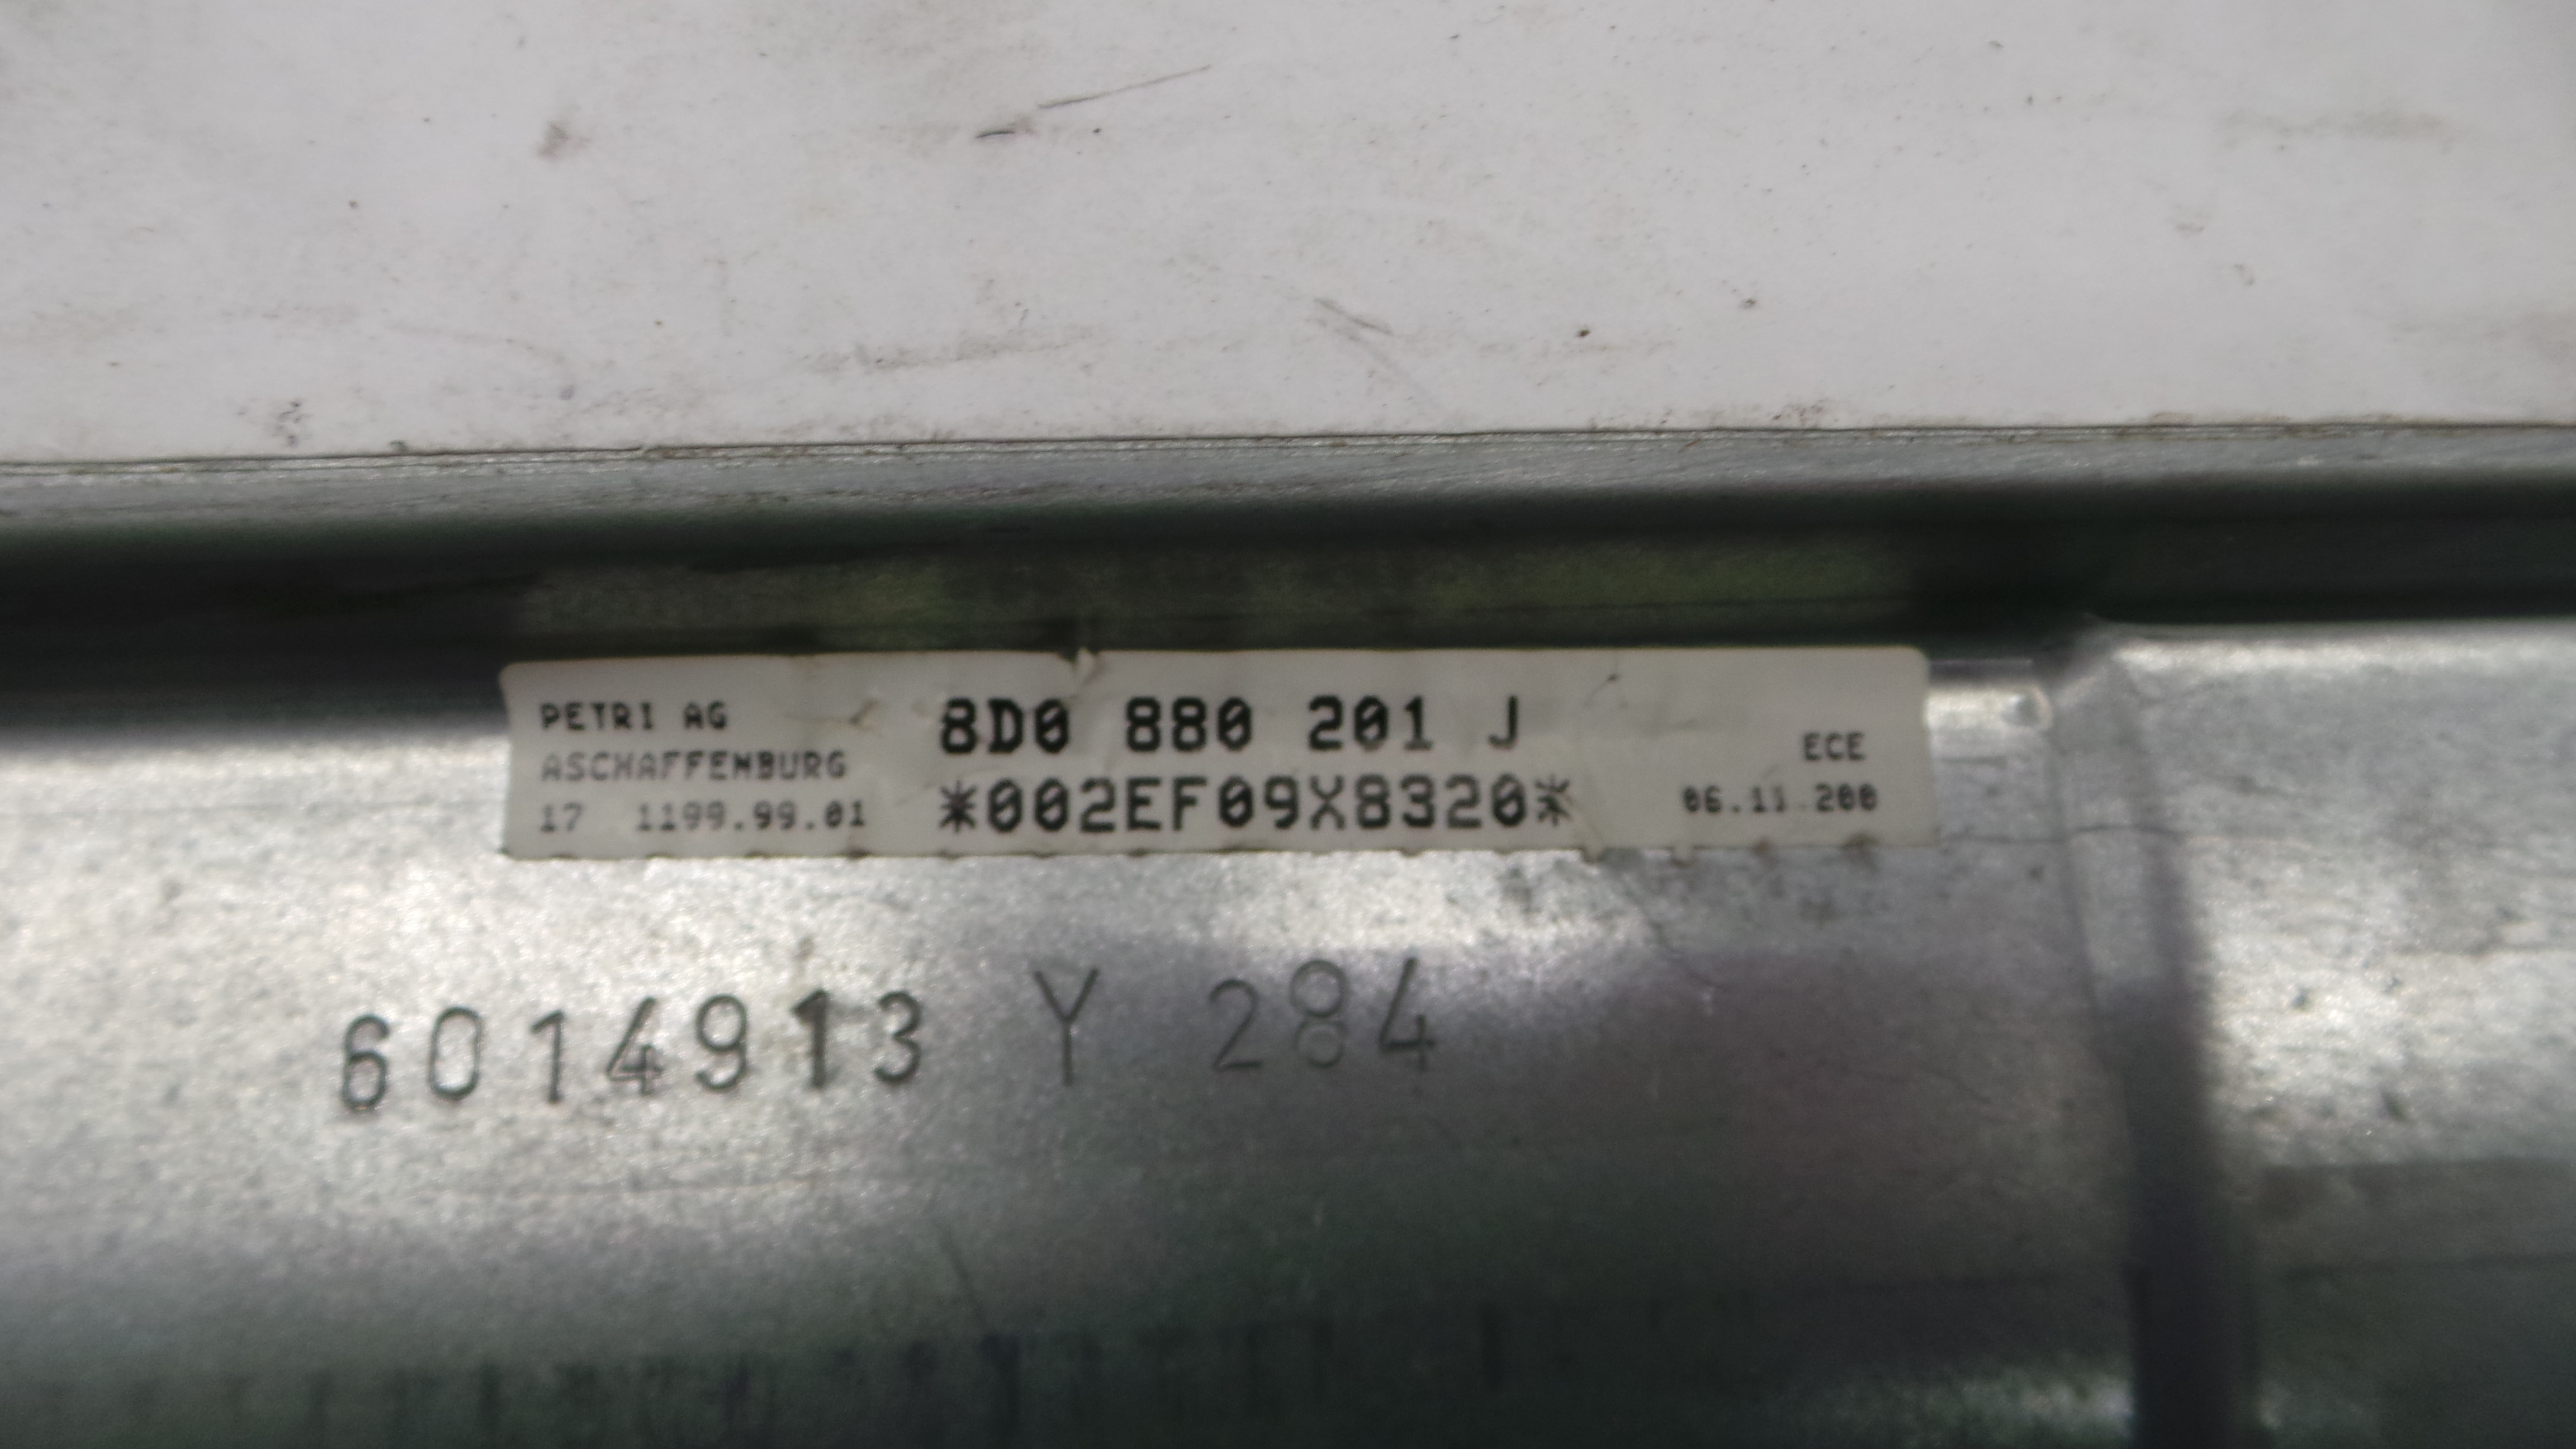 PETRI AG
ASCHAFFENBURG
17 1199.99.01
8D0 880 201 J
*002EF09X8320*
ECE
06.11.200
6014913 Y 284